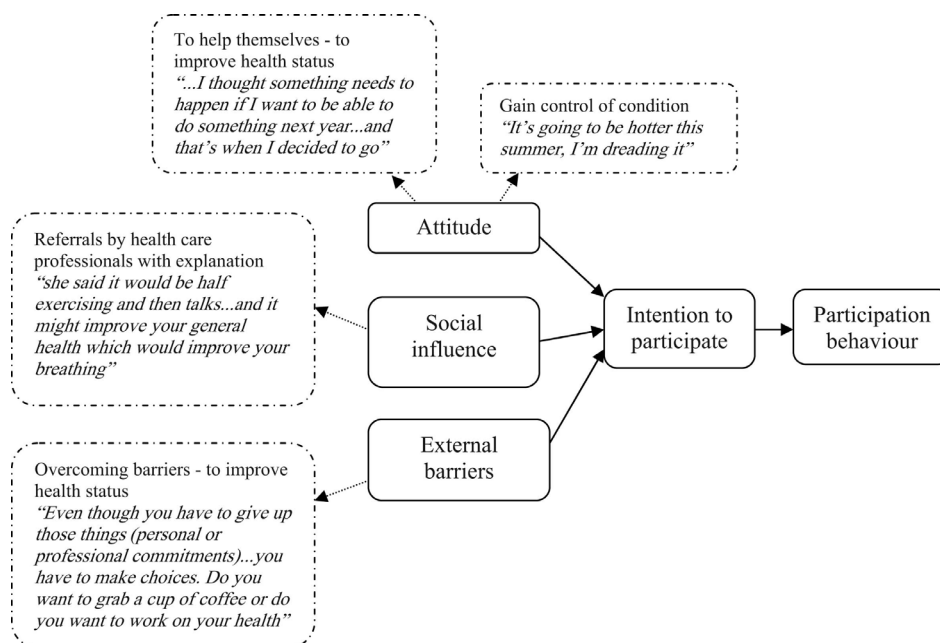 To help themselves - to
improve health status
“...I thought something needs to
happen if I want to be able to
do something next year...and
that’s when I decided to go”
Gain control of condition
“It’s going to be hotter this
summer, I’m dreading it”
Attitude
Referrals by health care
professionals with explanation
“she said it would be half
exercising and then talks...and it
might improve your general
health which would improve your
breathing”
Social
influence
Intention to
participate
Participation
behaviour
External
barriers
Overcoming barriers - to improve
health status
“Even though you have to give up
those things (personal or
professional commitments)...you
have to make choices. Do you
want to grab a cup of coffee or do
you want to work on your health”